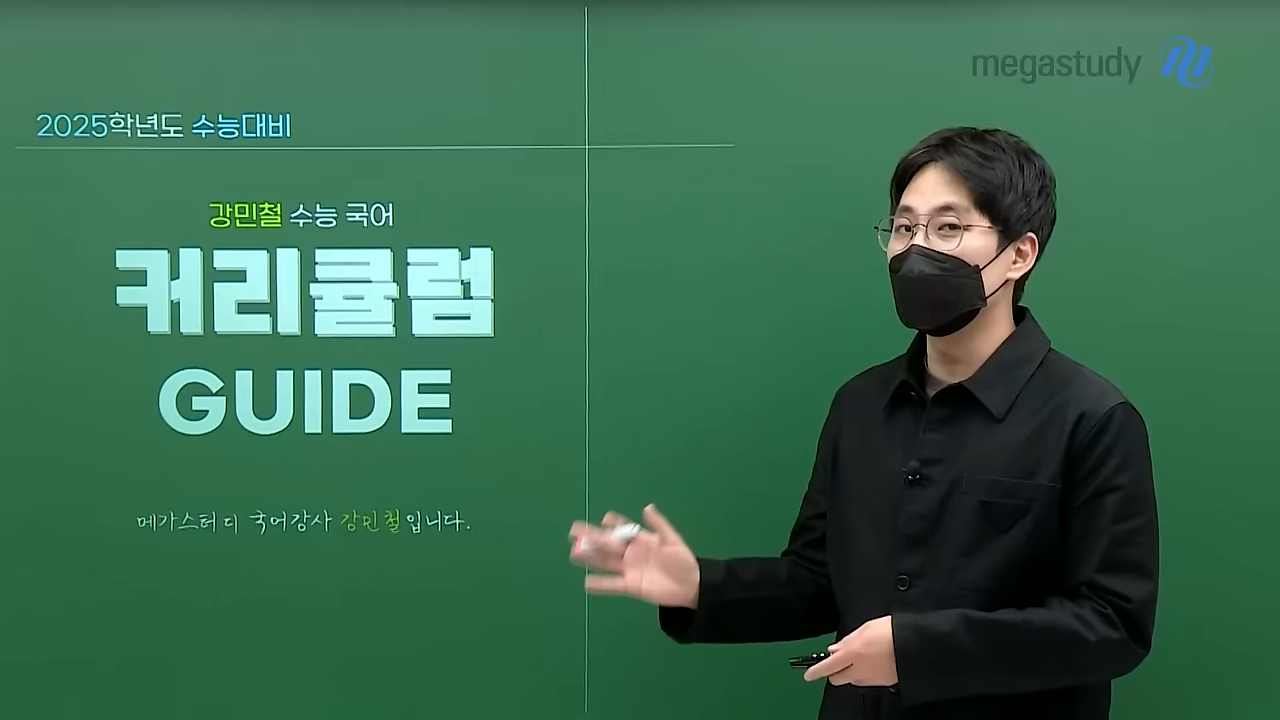 megastudy
2025학년도 수능대비
강민철 수능 국어
커리큘럼
GUIDE
메가스터디 국어강사 강민철입니다.